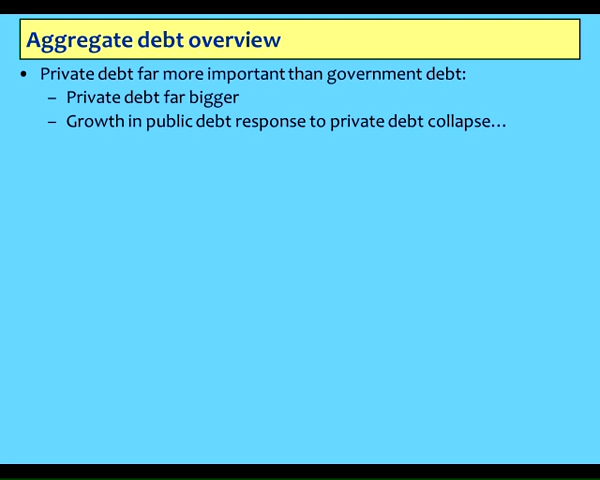 Aggregate debt overview
• Private debt far more important than government debt:
– Private debt far bigger
– Growth in public debt response to private debt collapse…